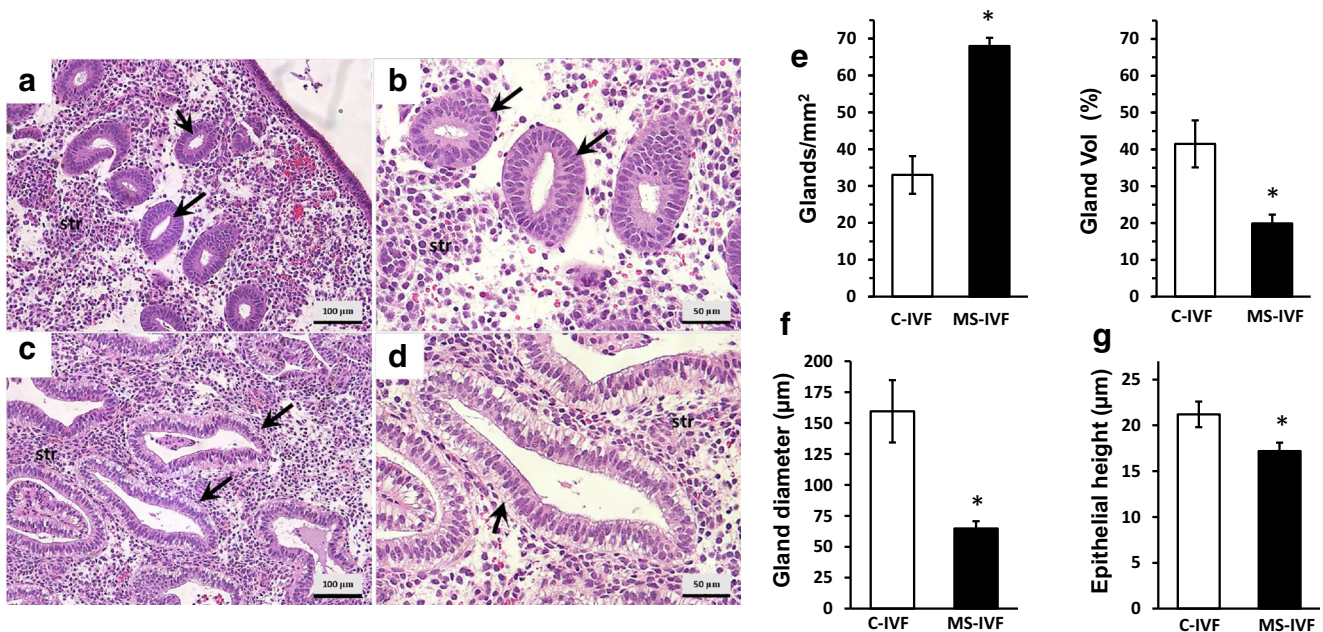 a
str
100 µm
b
str
50 µm
c
str
100 µm
d
str
50 µm
e
Glands/mm²
70
60
50
40
30
20
10
0
*
C-IVF
MS-IVF
Gland Vol (%)
70
60
50
40
30
20
10
0
*
C-IVF
MS-IVF
f
Gland diameter (µm)
200
175
150
125
100
75
50
25
0
*
C-IVF
MS-IVF
g
Epithelial height (µm)
25
20
15
10
5
0
*
C-IVF
MS-IVF